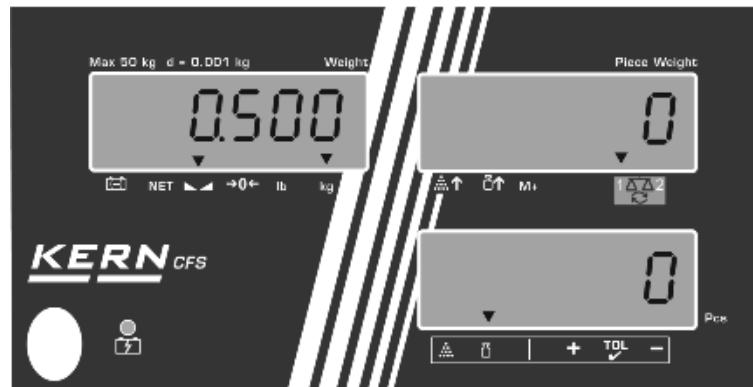 Max 50 kg d = 0.001 kg Weight
Piece Weight
0.500
0
NET →0← lb kg
M+
1 2
KERN CFS
0
Pcs
+ TOL −